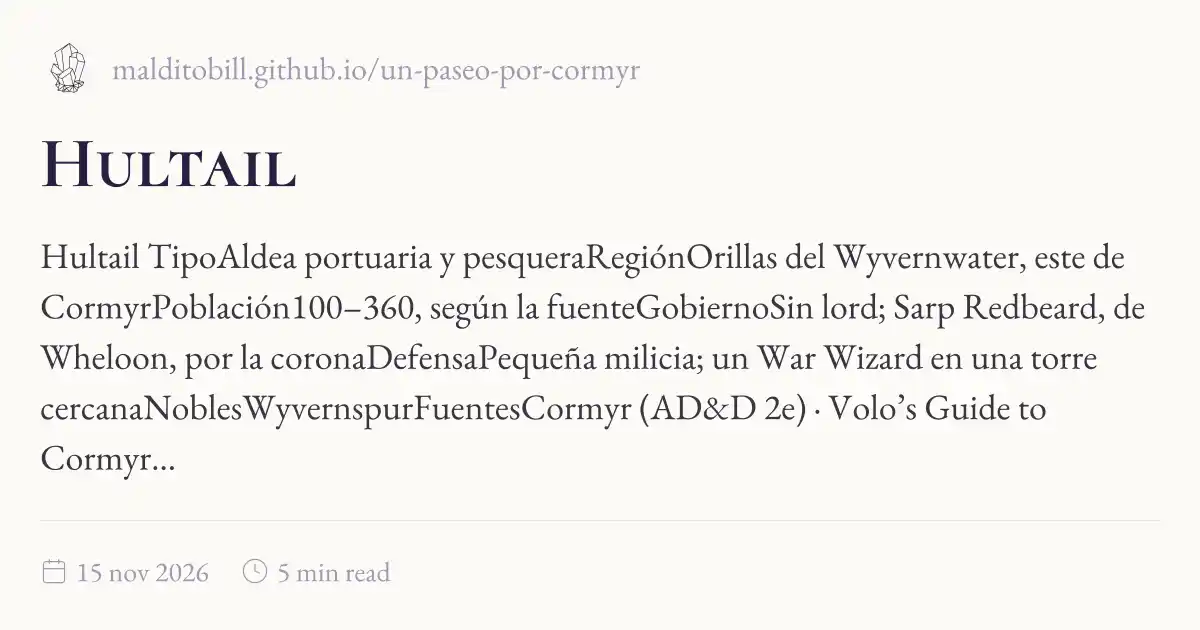 malditobill.github.io/un-paseo-por-cormyr
Hultail
Hultail TipoAldea portuaria y pesqueraRegiónOrillas del Wyvernwater, este de
CormyrPoblación100–360, según la fuenteGobiernoSin lord; Sarp Redbeard, de
Wheloon, por la coronaDefensaPequeña milicia; un War Wizard en una torre
cercanaNoblesWyvernspurFuentesCormyr (AD&D 2e) · Volo’s Guide to
Cormyr...
15 nov 2026 5 min read